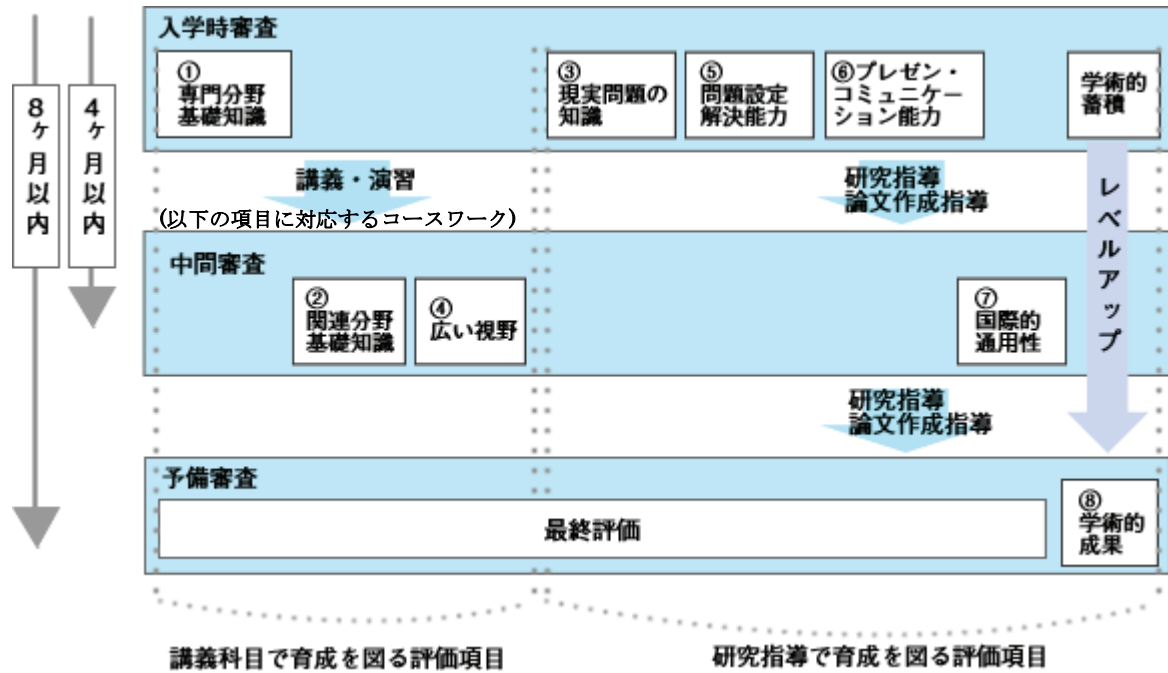 入学時審査
①
専門分野
基礎知識
③
現実問題の
知識
⑤
問題設定
解決能力
⑥プレゼン・
コミュニケー
ション能力
学術的
蓄積
8ヶ月以内
4ヶ月以内
講義・演習
(以下の項目に対応するコースワーク)
研究指導
論文作成指導
レベルアップ
中間審査
②
関連分野
基礎知識
④
広い視野
⑦
国際的
通用性
研究指導
論文作成指導
予備審査
最終評価
⑧
学術的
成果
講義科目で育成を図る評価項目
研究指導で育成を図る評価項目